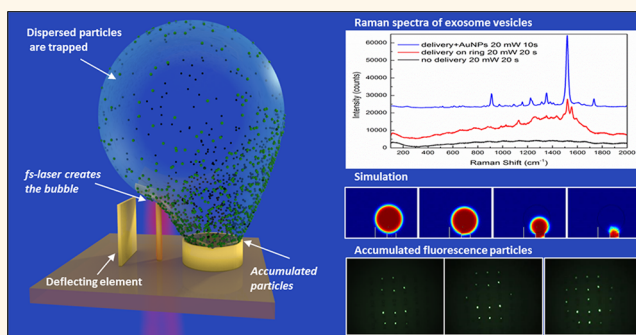 Dispersed particles
are trapped
fs-laser creates
the bubble
Deflecting element
Accumulated
particles
Raman spectra of exosome vesicles
delivery+AuNPs 20 mW 10s
delivery on ring 20 mW 20 s
no delivery 20 mW 20 s
Intensity (counts)
60000
50000
40000
30000
20000
10000
0
200 400 600 800 1000 1200 1400 1600 1800 2000
Raman Shift (cm⁻¹)
Simulation
Accumulated fluorescence particles